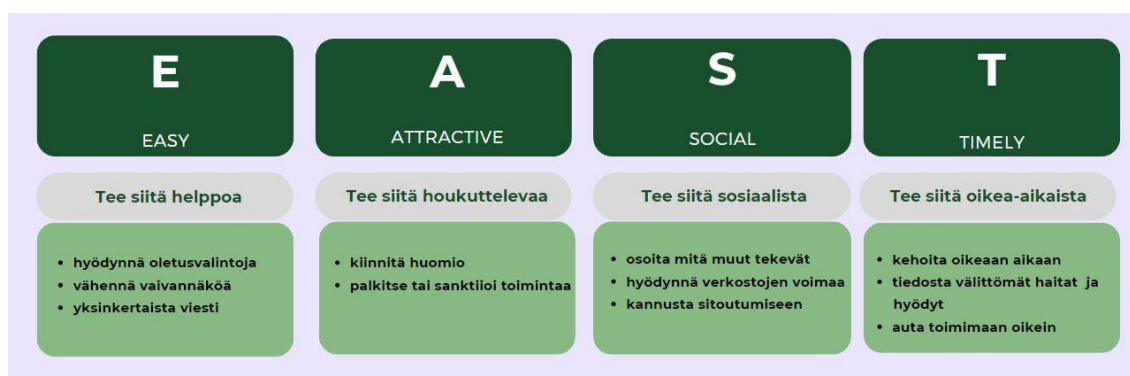 E
EASY
Tee siitä helppoa
• hyödynnä oletusvalintoja
• vähennä vaivannäköä
• yksinkertaista viesti
A
ATTRACTIVE
Tee siitä houkuttelevaa
• kiinnitä huomio
• palkitse tai sanktiioi toimintaa
S
SOCIAL
Tee siitä sosiaalista
• osoita mitä muut tekevät
• hyödynnä verkostojen voimaa
• kannusta sitoutumiseen
T
TIMELY
Tee siitä oikea-aikaista
• kehoita oikeaan aikaan
• tiedosta välittömät haitat ja
hyödyt
• auta toimimaan oikein